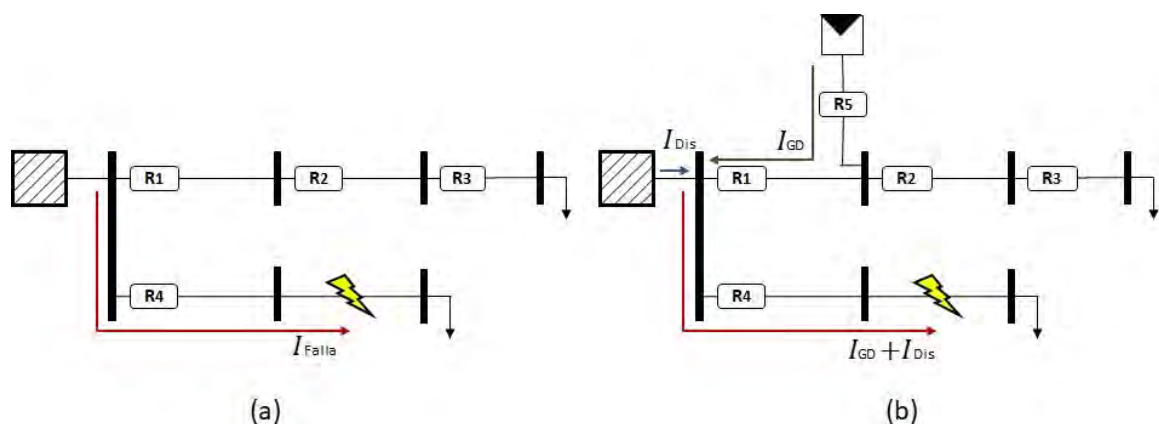 R5
I Dis
I GD
R1
R2
R3
R1
R2
R3
R4
R4
I Falla
I GD + I Dis
(a)
(b)